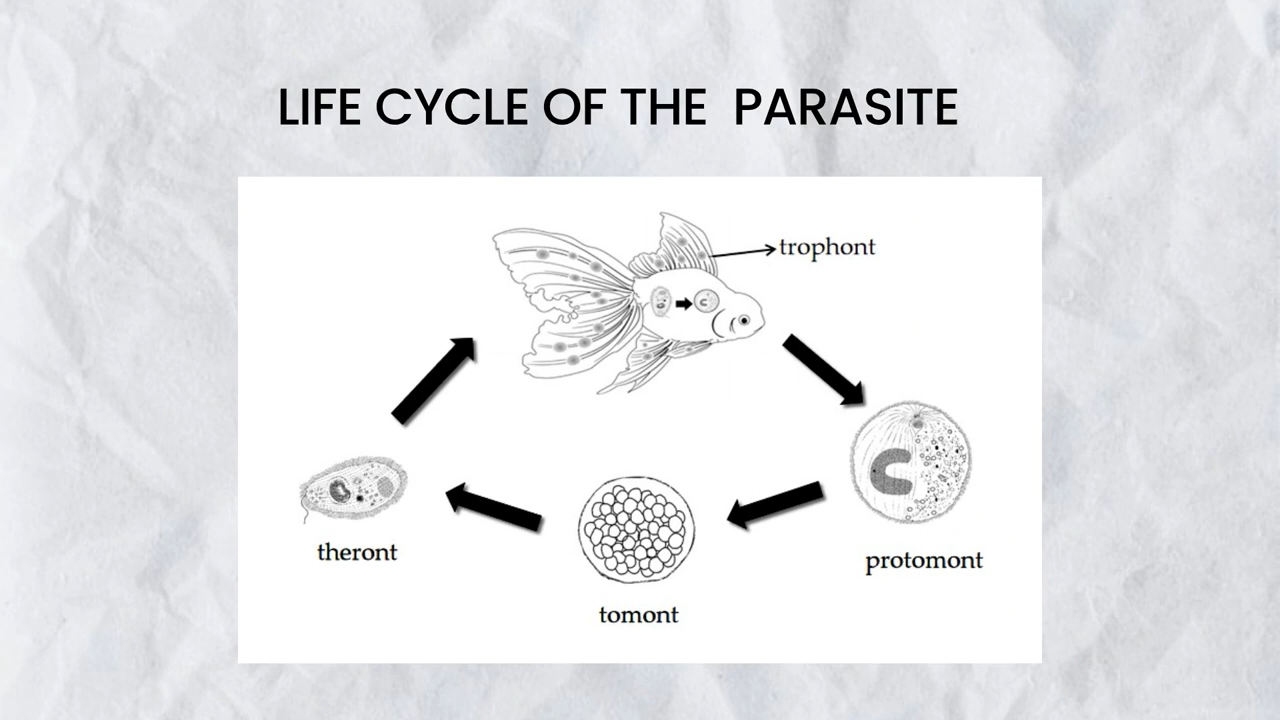 LIFE CYCLE OF THE PARASITE
trophont
theront
protomont
tomont